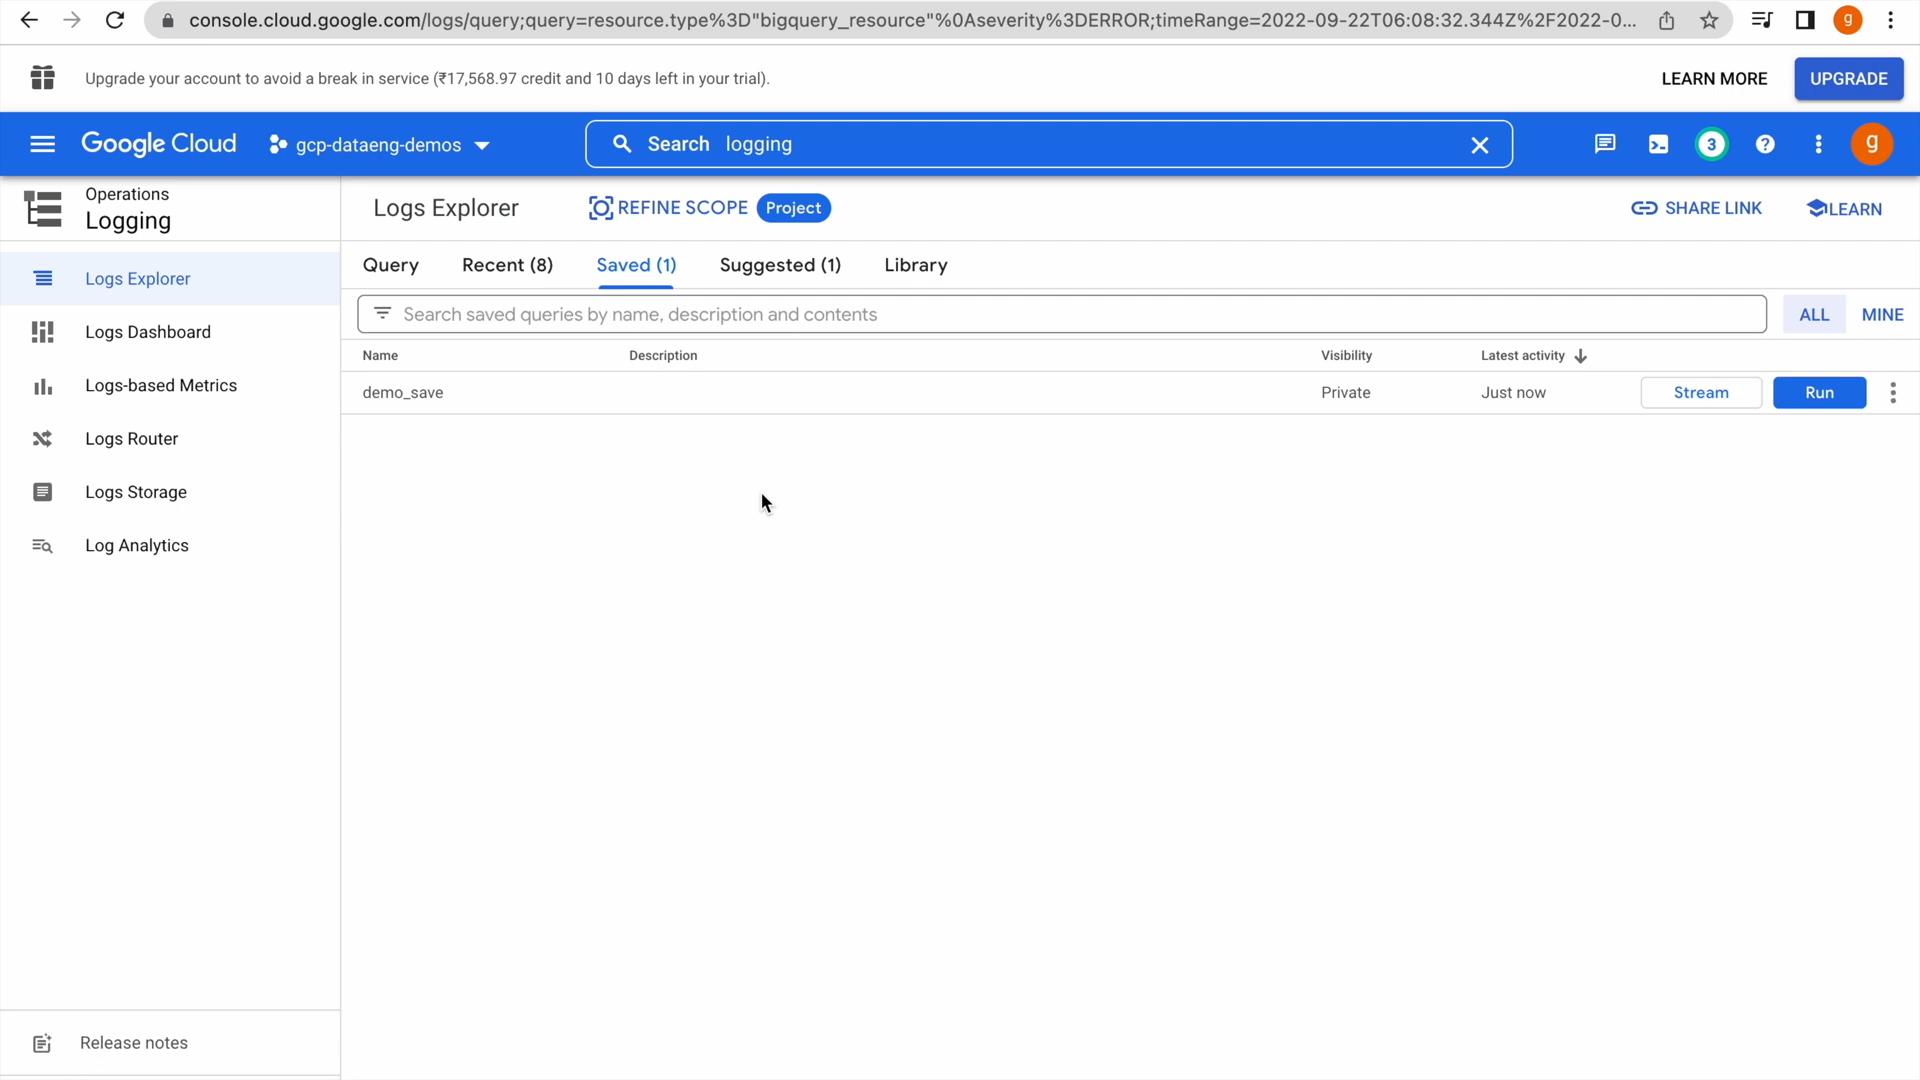 console.cloud.google.com/logs/query;query=resource.type%3D"bigquery_resource"%0Aseverity%3DERROR;timeRange=2022-09-22T06:08:32.344Z%2F2022-0...
g
Upgrade your account to avoid a break in service (₹17,568.97 credit and 10 days left in your trial).
LEARN MORE
UPGRADE
Google Cloud
gcp-dataeng-demos
Search logging
3
g
Operations
Logging
Logs Explorer
REFINE SCOPE
Project
SHARE LINK
LEARN
Logs Explorer
Logs Dashboard
Logs-based Metrics
Logs Router
Logs Storage
Log Analytics
Release notes
Query
Recent (8)
Saved (1)
Suggested (1)
Library
Search saved queries by name, description and contents
ALL
MINE
Name
Description
Visibility
Latest activity
demo_save
Private
Just now
Stream
Run